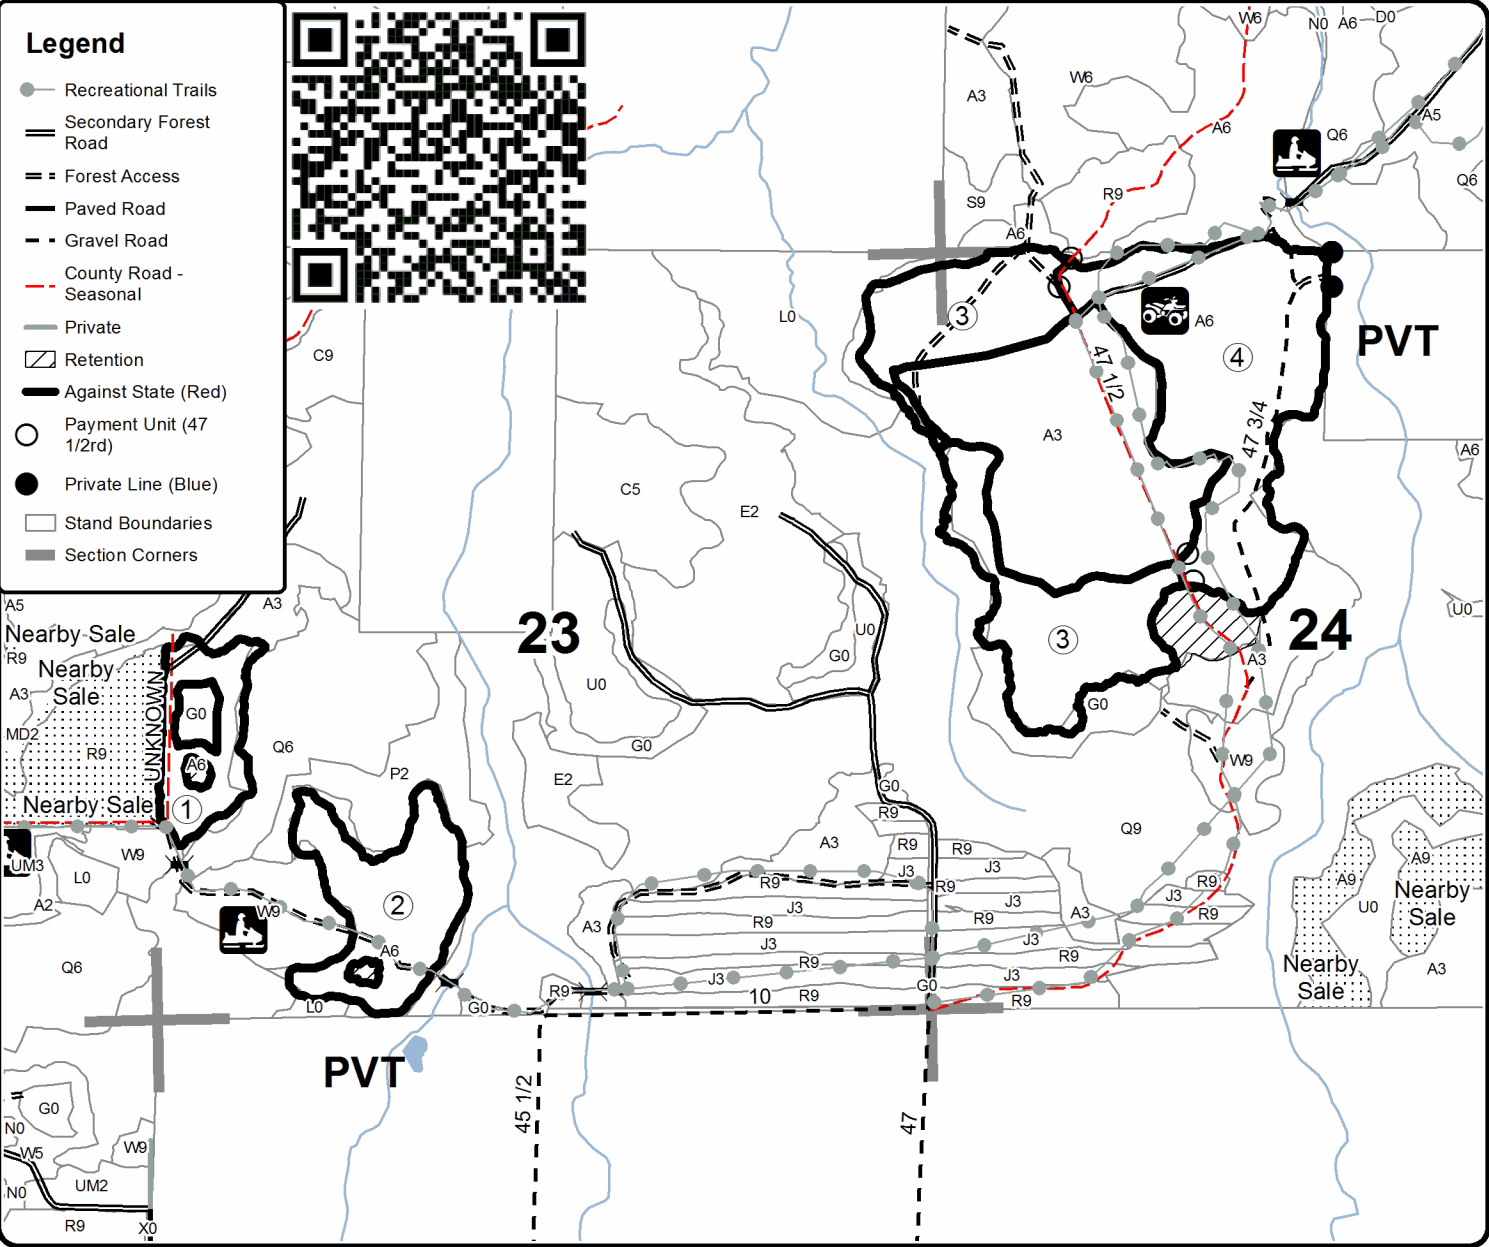 Legend
Recreational Trails
Secondary Forest
Road
Forest Access
Paved Road
Gravel Road
County Road -
Seasonal
Private
Retention
Against State (Red)
Payment Unit (47
1/2rd)
Private Line (Blue)
Stand Boundaries
Section Corners
W6
N0
A6
D0
W6
A3
A6
A5
Q6
Q6
R9
S9
A6
L0
3
A6
PVT
C9
4
47 1/2
47 3/4
A3
A6
C5
E2
A5
A3
U0
Nearby Sale
23
U0
24
R9
Nearby
Sale
G0
3
A3
A3
U0
G0
UNKNOWN
G0
MD2
R9
Q6
G0
A6
P2
E2
W9
G0
Nearby Sale
1
R9
Q9
A3
R9
R9
W9
UM3
J3
J3
A9
L0
R9
R9
R9
A9
Nearby
Sale
A2
W9
2
J3
J3
J3
U0
A3
R9
R9
A3
R9
A6
J3
J3
Q6
R9
R9
Nearby
Sale
A3
J3
J3
R9
10
R9
G0
R9
L0
G0
PVT
45 1/2
47
G0
N0
W5
W9
N0
UM2
R9
X0